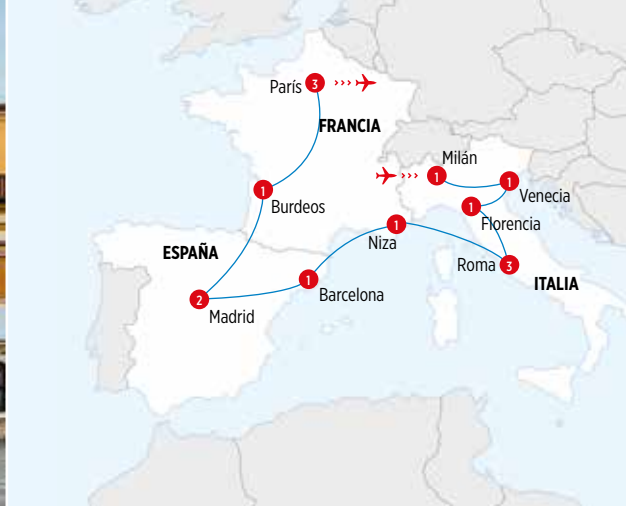 París
3
FRANCIA
Milán
1
1
Venecia
1
Burdeos
1
Florencia
1
Niza
ESPAÑA
Roma
3
ITALIA
1
Barcelona
2
Madrid